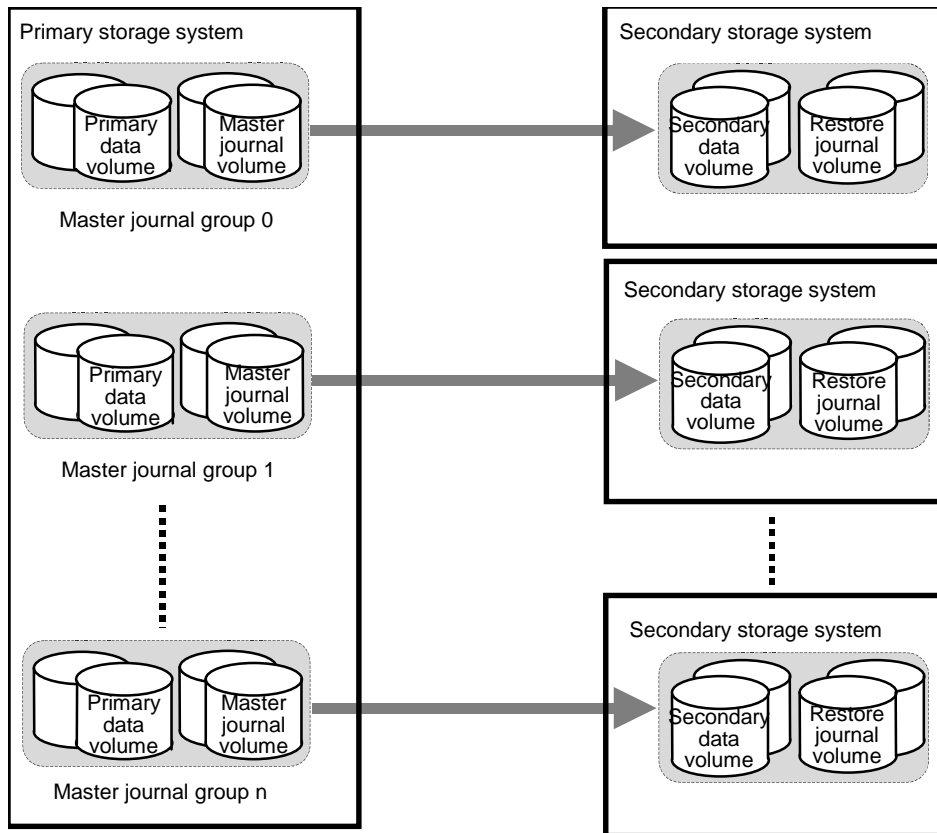 Primary storage system
Primary
data
volume
Master
journal
volume
Master journal group 0
Primary
data
volume
Master
journal
volume
Master journal group 1
Primary
data
volume
Master
journal
volume
Master journal group n
Secondary storage system
Secondary
data
volume
Restore
journal
volume
Secondary storage system
Secondary
data
volume
Restore
journal
volume
Secondary storage system
Secondary
data
volume
Restore
journal
volume